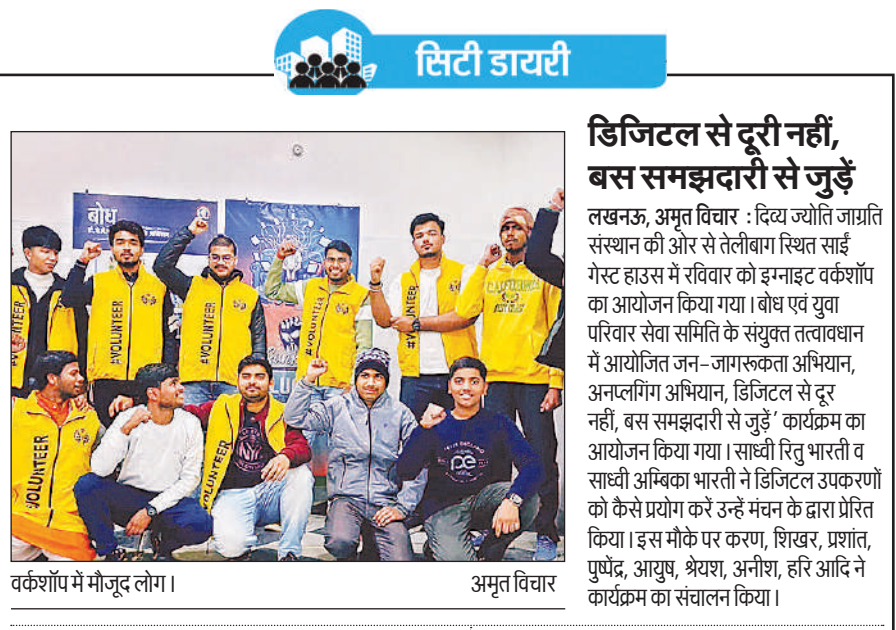 सिटी डायरी
डिजिटल से दूरी नहीं,
बस समझदारी से जुड़ें
लखनऊ, अमृत विचार : दिव्य ज्योति जाग्रति
संस्थान की ओर से तेलीबाग स्थित साईं
गेस्ट हाउस में रविवार को इग्नाइट वर्कशॉप
का आयोजन किया गया। बोध एवं युवा
परिवार सेवा समिति के संयुक्त तत्वावधान
में आयोजित जन-जागरूकता अभियान,
अनप्लगिंग अभियान, डिजिटल से दूर
नहीं, बस समझदारी से जुड़ें’ कार्यक्रम का
आयोजन किया गया। साध्वी रितु भारती व
साध्वी अम्बिका भारती ने डिजिटल उपकरणों
को कैसे प्रयोग करें उन्हें मंचन के द्वारा प्रेरित
किया। इस मौके पर करण, शिखर, प्रशांत,
पुष्पेंद्र, आयुष, श्रेयश, अनीश, हरि आदि ने
कार्यक्रम का संचालन किया।
बोध
VOLUNTEER
#VOLUNTEER
#VOLUNTEER
#VOLUNTEER
#VOLUNTEER
CALIFORNIA
#VOLUNTEER
VOLUNTEER
pe
वर्कशॉप में मौजूद लोग।
अमृत विचार